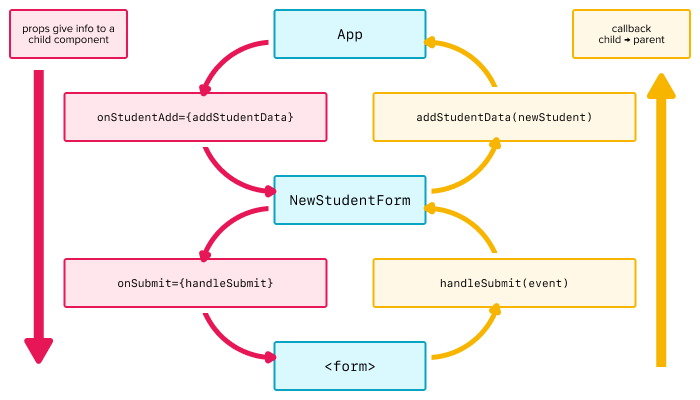 props give info to a
child component
App
callback
child → parent
onStudentAdd={addStudentData}
addStudentData(newStudent)
NewStudentForm
onSubmit={handleSubmit}
handleSubmit(event)
<form>